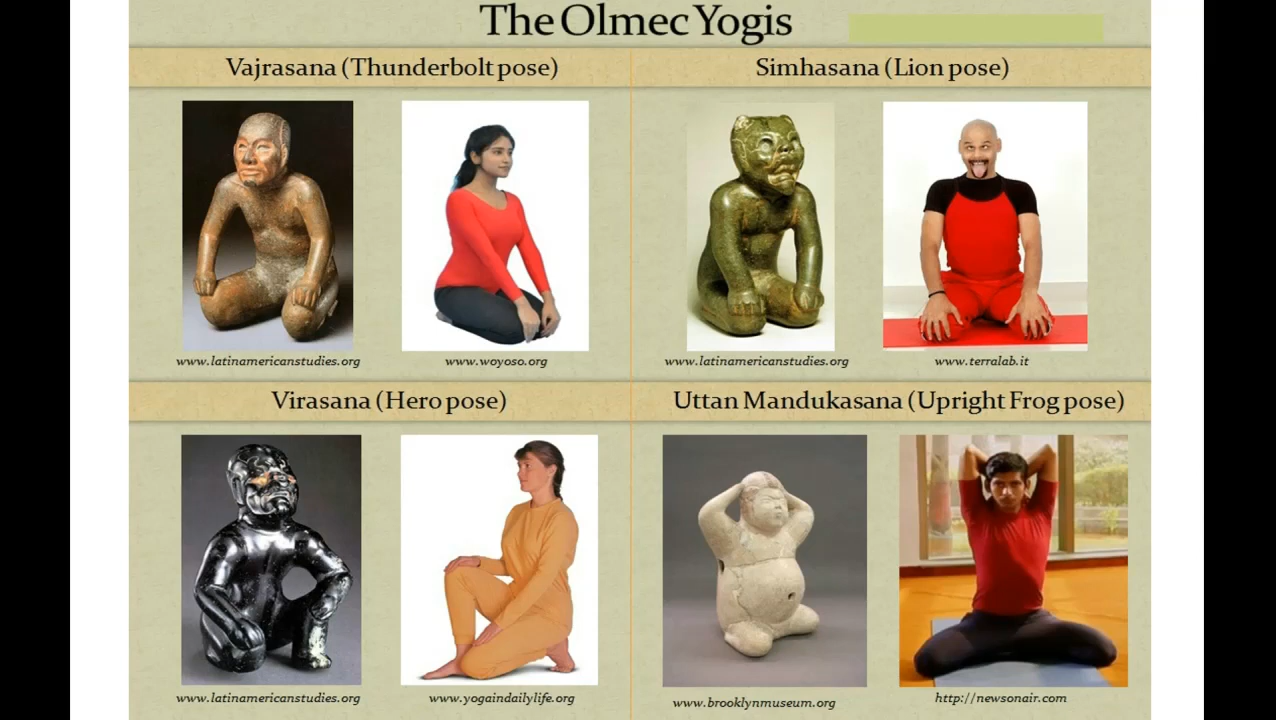 The Olmec Yogis
Vajrasana (Thunderbolt pose)
Simhasana (Lion pose)
www.latinamericanstudies.org
www.woyoso.org
www.latinamericanstudies.org
www.terralab.it
Virasana (Hero pose)
Uttan Mandukasana (Upright Frog pose)
www.latinamericanstudies.org
www.yogaindailylife.org
www.brooklynmuseum.org
http://newsonair.com